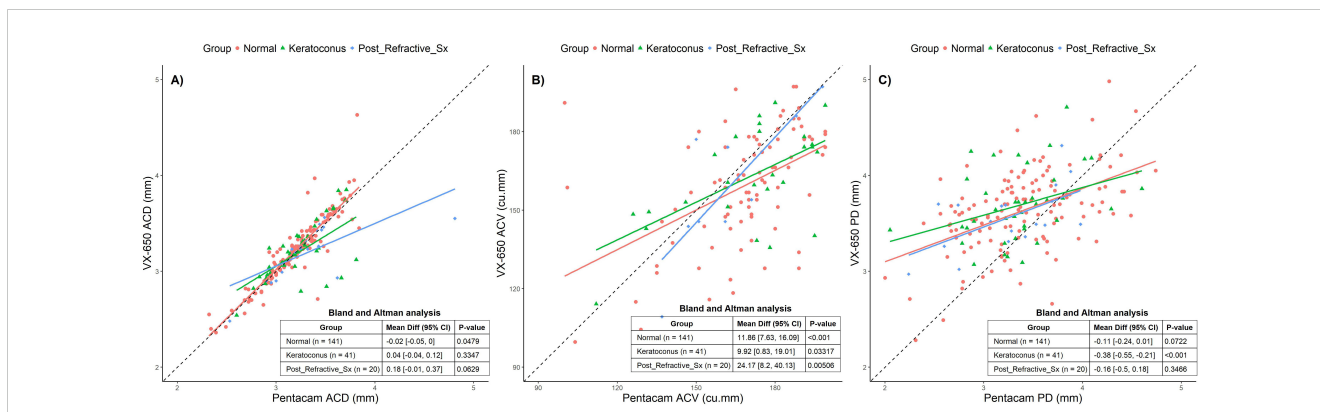 Group Normal Keratoconus Post_Refractive_Sx
A)
VX-650 ACD (mm)
5
4
3
2
Bland and Altman analysis
Group Mean Diff (95% CI) P-value
Normal (n = 141) -0.02 [-0.05, 0] 0.0479
Keratoconus (n = 41) 0.04 [-0.04, 0.12] 0.3347
Post_Refractive_Sx (n = 20) 0.18 [-0.01, 0.37] 0.0629
2 3 4 5
Pentacam ACD (mm)
Group Normal Keratoconus Post_Refractive_Sx
B)
VX-650 ACV (cu.mm)
180
150
120
90
Bland and Altman analysis
Group Mean Diff (95% CI) P-value
Normal (n = 141) 11.86 [7.63, 16.09] <0.001
Keratoconus (n = 41) 9.92 [0.83, 19.01] 0.03317
Post_Refractive_Sx (n = 20) 24.17 [8.2, 40.13] 0.00506
90 120 150 180
Pentacam ACV (cu.mm)
Group Normal Keratoconus Post_Refractive_Sx
C)
VX-650 PD (mm)
5
4
3
2
Bland and Altman analysis
Group Mean Diff (95% CI) P-value
Normal (n = 141) -0.11 [-0.24, 0.01] 0.0722
Keratoconus (n = 41) -0.38 [-0.55, -0.21] <0.001
Post_Refractive_Sx (n = 20) -0.16 [-0.5, 0.18] 0.3466
2 3 4 5
Pentacam PD (mm)